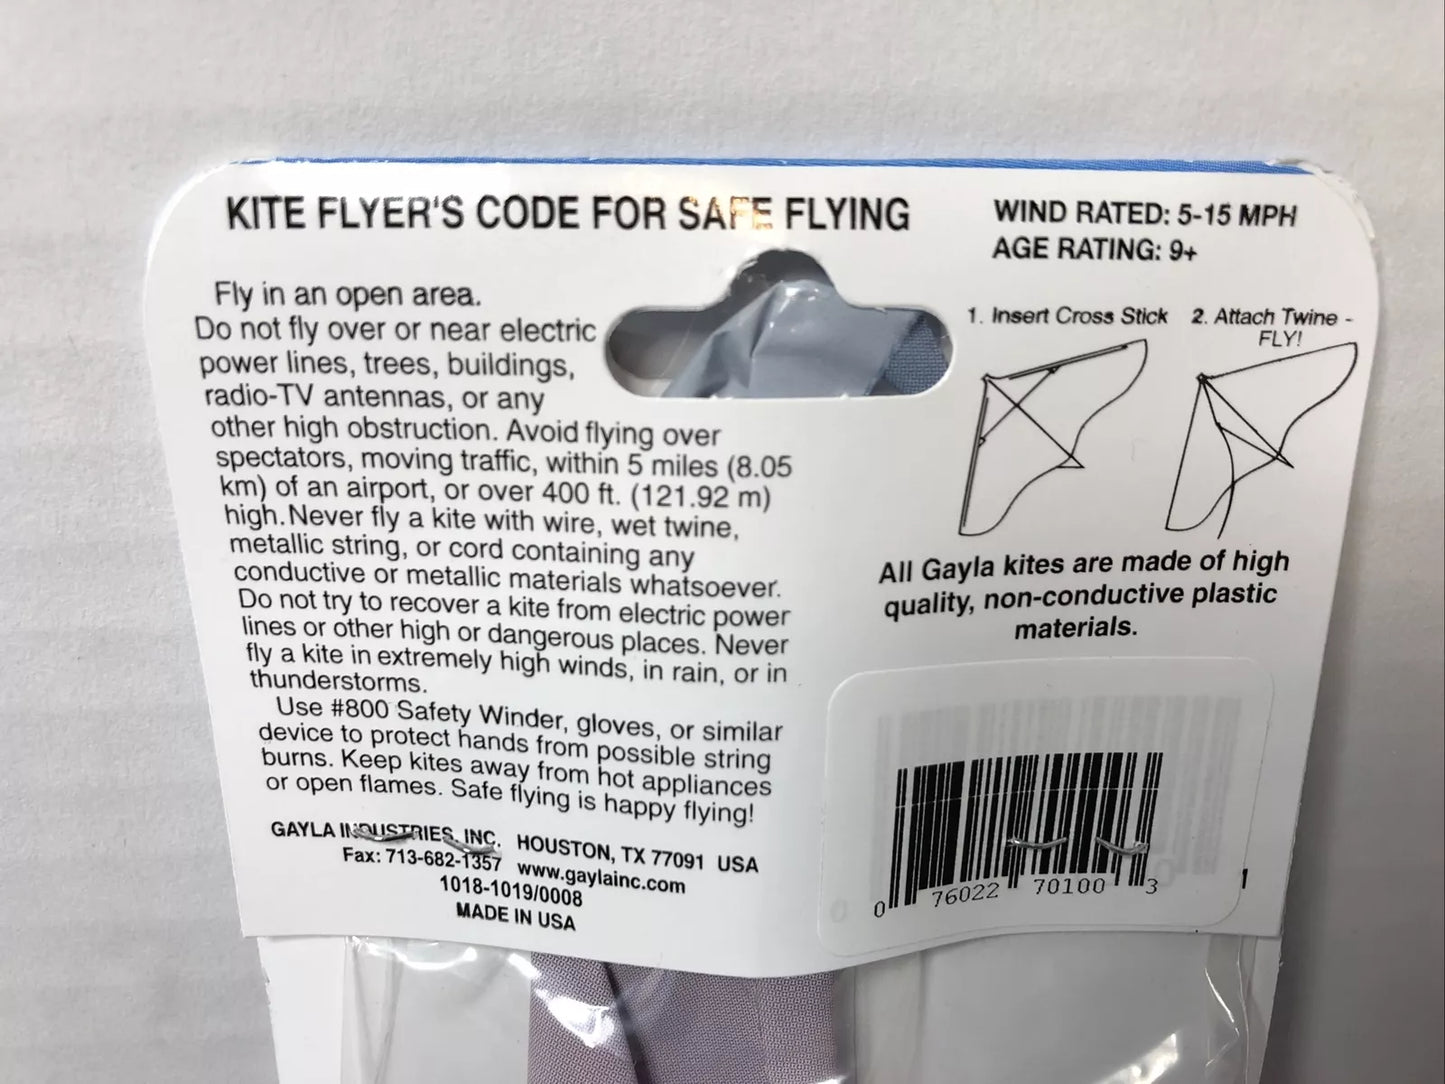 KITE FLYER'S CODE FOR SAFE FLYING
Fly in an open area.
Do not fly over or near electric
power lines, trees, buildings,
radio-TV antennas, or any
other high obstruction. Avoid flying over
spectators, moving traffic, within 5 miles (8.05
km) of an airport, or over 400 ft. (121.92 m)
high. Never fly a kite with wire, wet twine,
metallic string, or cord containing any
conductive or metallic materials whatsoever.
Do not try to recover a kite from electric power
lines or other high or dangerous places. Never
fly a kite in extremely high winds, in rain, or in
thunderstorms.
Use #800 Safety Winder, gloves, or similar
device to protect hands from possible string
burns. Keep kites away from hot appliances
or open flames. Safe flying is happy flying!
GAYLA INDUSTRIES, INC. HOUSTON, TX 77091 USA
Fax: 713-682-1357 www.gaylainc.com
1018-1019/0008
MADE IN USA
WIND RATED: 5-15 MPH
AGE RATING: 9+
1. Insert Cross Stick
2. Attach Twine -
FLY!
All Gayla kites are made of high
quality, non-conductive plastic
materials.
0 76022 70100 3